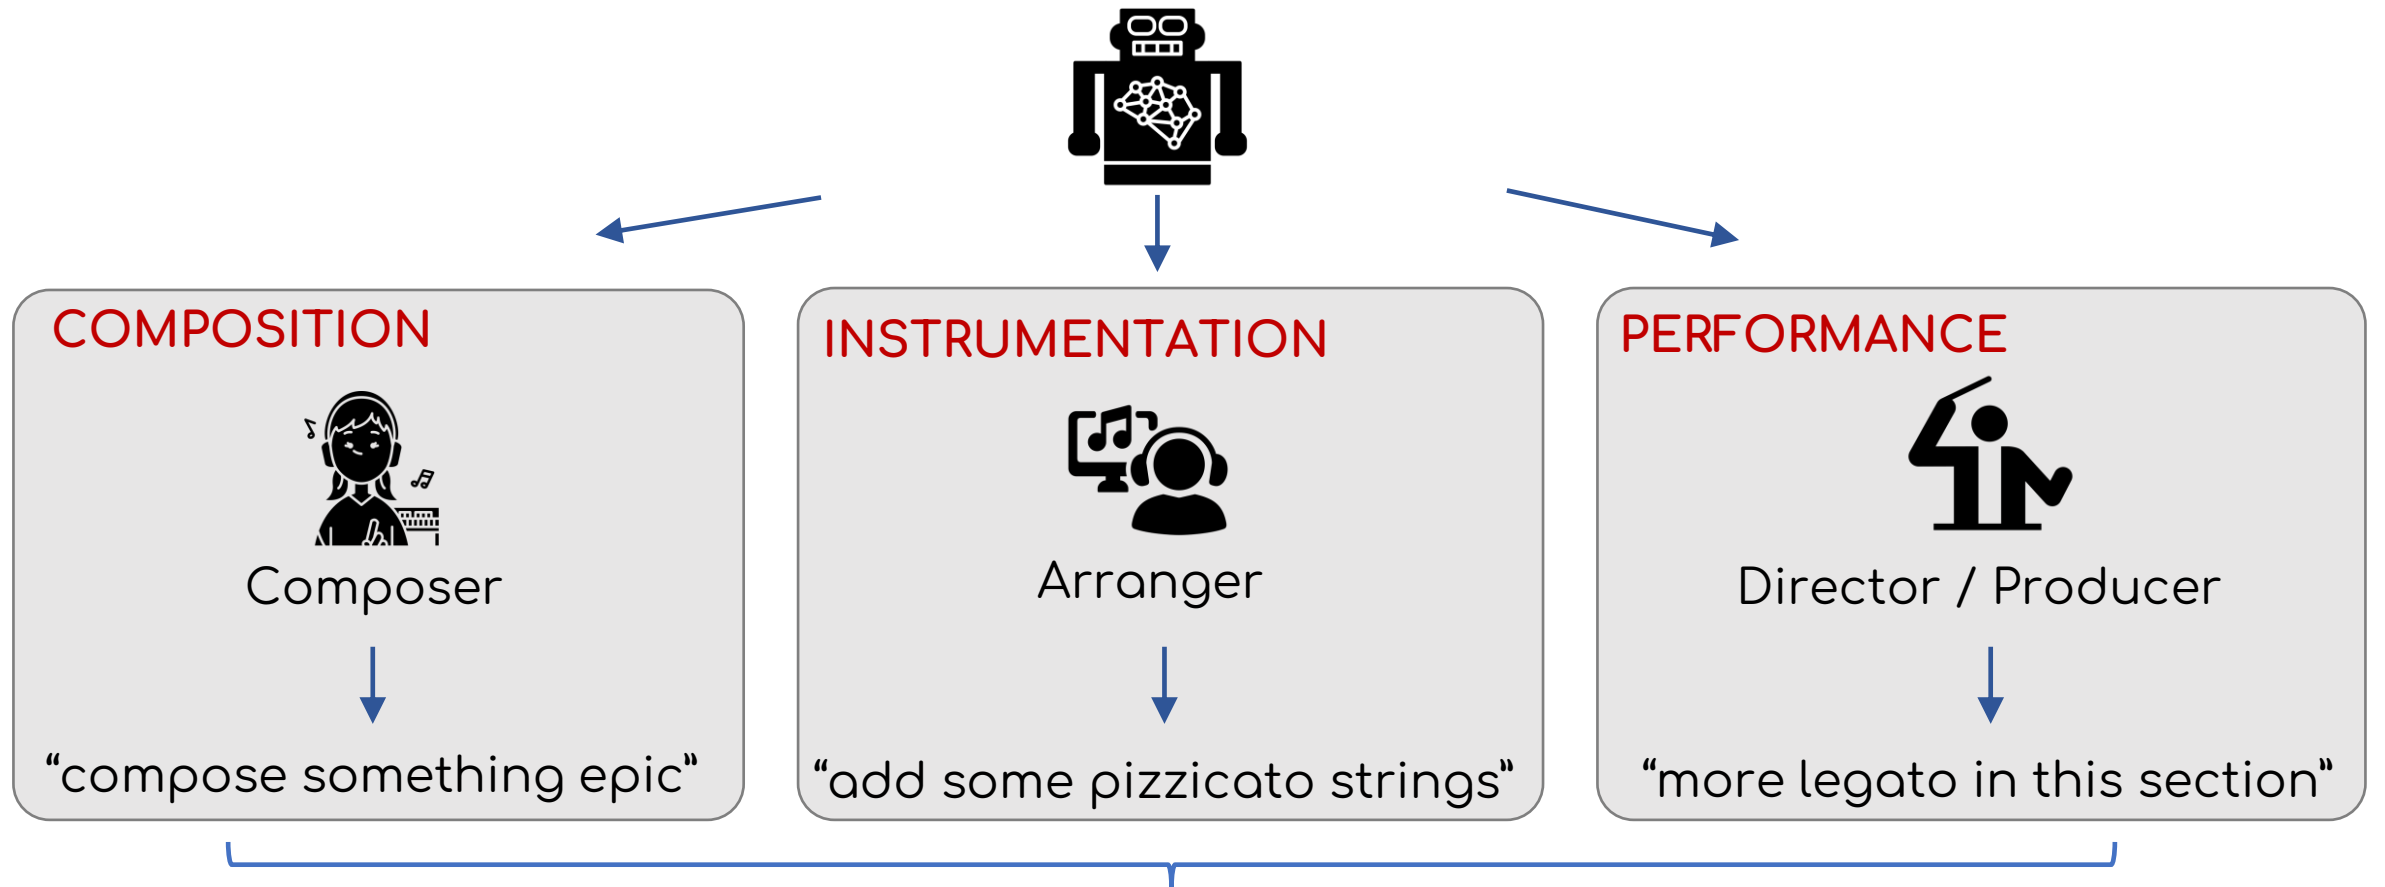 COMPOSITION
Composer
“compose something epic”
INSTRUMENTATION
Arranger
“add some pizzicato strings”
PERFORMANCE
Director / Producer
“more legato in this section”